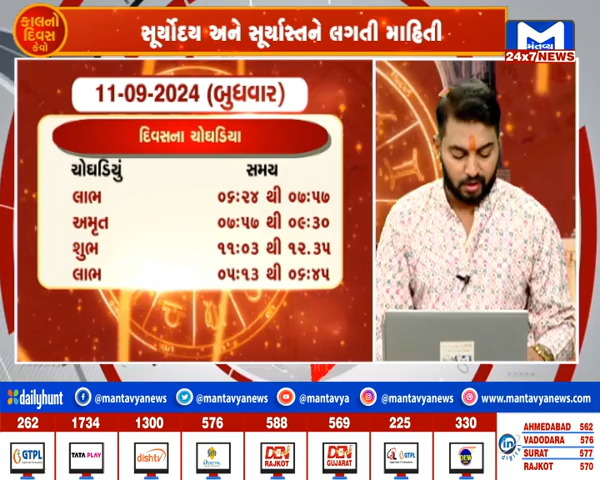 કાલનો
દિવસ
કેવો
સૂર્યોદય અને સૂર્યાસ્તને લગતી માહિતી
મંતવ્ય
24x7NEWS
11-09-2024 (બુધવાર)
દિવસના ચોઘડિયા
ચોઘડિયું સમય
લાભ ૦૬:૨૪ થી ૦૭:૫૭
અમૃત ૦૭:૫૭ થી ૦૯:૩૦
શુભ ૧૧:૦૩ થી ૧૨.૩૫
લાભ ૦૫:૧૩ થી ૦૬:૪૫
dailyhunt @mantavyanews @mantavyanews @mantavya @mantavyanews @mantavyanews www.mantavyanews.com
262 1734 1300 576 588 569 225 330
GTPL TATA PLAY dishtv DEN RAJKOT DEN GUJARAT GTPL DEN
in digital
AHMEDABAD 562
VADODARA 576
SURAT 577
RAJKOT 570